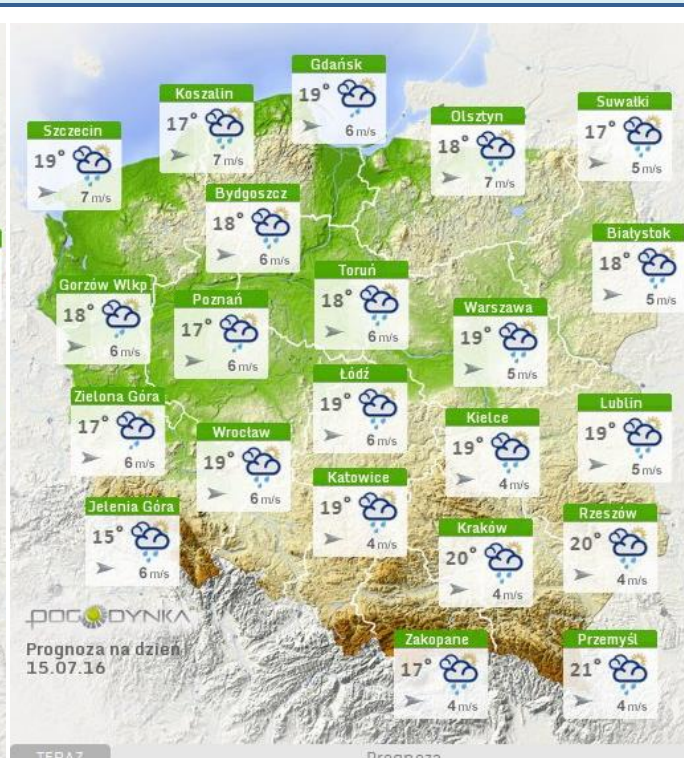 Gdańsk
19°
6 m/s
Koszalin
17°
7 m/s
Suwałki
17°
5 m/s
Olsztyn
18°
7 m/s
Szczecin
19°
7 m/s
Bydgoszcz
18°
6 m/s
Białystok
18°
5 m/s
Toruń
18°
6 m/s
Gorzów Wlkp.
18°
6 m/s
Poznań
17°
6 m/s
Warszawa
19°
5 m/s
Łódź
19°
6 m/s
Zielona Góra
17°
6 m/s
Lublin
19°
5 m/s
Kielce
19°
4 m/s
Wrocław
19°
6 m/s
Katowice
19°
4 m/s
Jelenia Góra
15°
6 m/s
Rzeszów
20°
4 m/s
Kraków
20°
4 m/s
POGODYNKA
Prognoza na dzień
15.07.16
Zakopane
17°
4 m/s
Przemyśl
21°
4 m/s
TERAZ
Prognoza